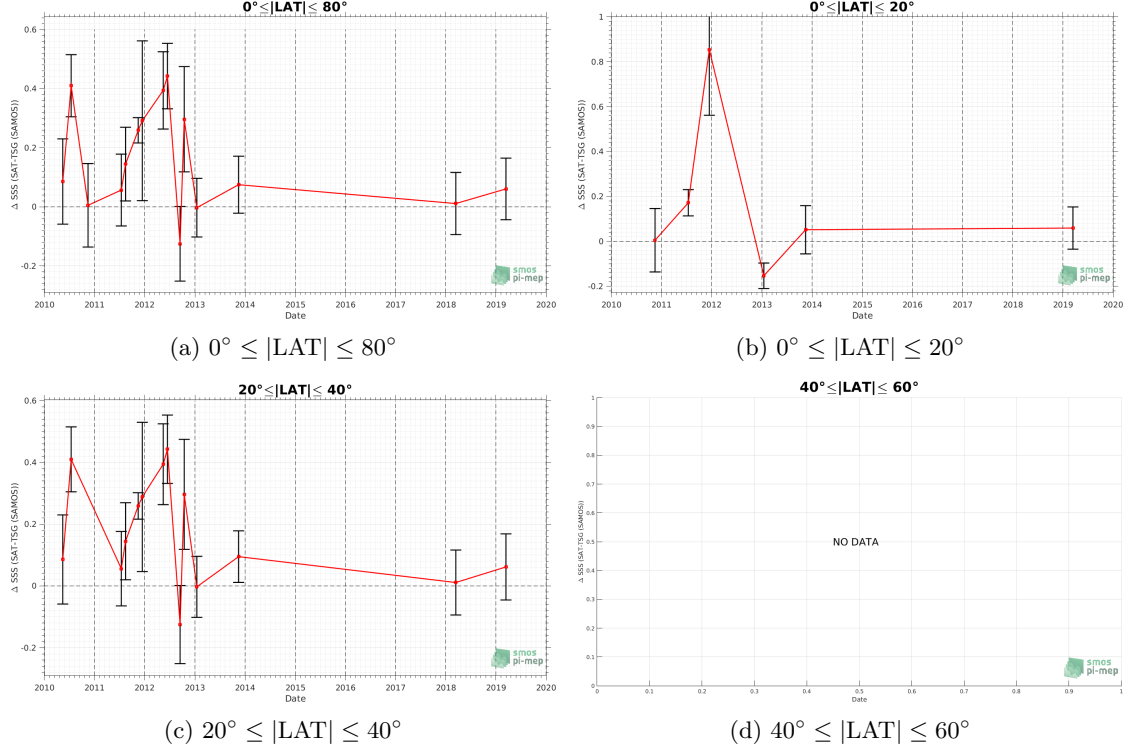 0°≤|LAT|≤ 80°
Δ SSS (SAT-TSG (SAMOS))
0.6
0.4
0.2
0
-0.2
2010 2011 2012 2013 2014 2015 2016 2017 2018 2019 2020
Date
smos
pi-mep
(a) 0° ≤ |LAT| ≤ 80°
0°≤|LAT|≤ 20°
Δ SSS (SAT-TSG (SAMOS))
1
0.8
0.6
0.4
0.2
0
-0.2
2010 2011 2012 2013 2014 2015 2016 2017 2018 2019 2020
Date
smos
pi-mep
(b) 0° ≤ |LAT| ≤ 20°
20°≤|LAT|≤ 40°
Δ SSS (SAT-TSG (SAMOS))
0.6
0.4
0.2
0
-0.2
2010 2011 2012 2013 2014 2015 2016 2017 2018 2019 2020
Date
smos
pi-mep
(c) 20° ≤ |LAT| ≤ 40°
40°≤|LAT|≤ 60°
Δ SSS (SAT-TSG (SAMOS))
1
0.9
0.8
0.7
0.6
0.5
0.4
0.3
0.2
0.1
0
NO DATA
0 0.1 0.2 0.3 0.4 0.5 0.6 0.7 0.8 0.9 1
Date
smos
pi-mep
(d) 40° ≤ |LAT| ≤ 60°